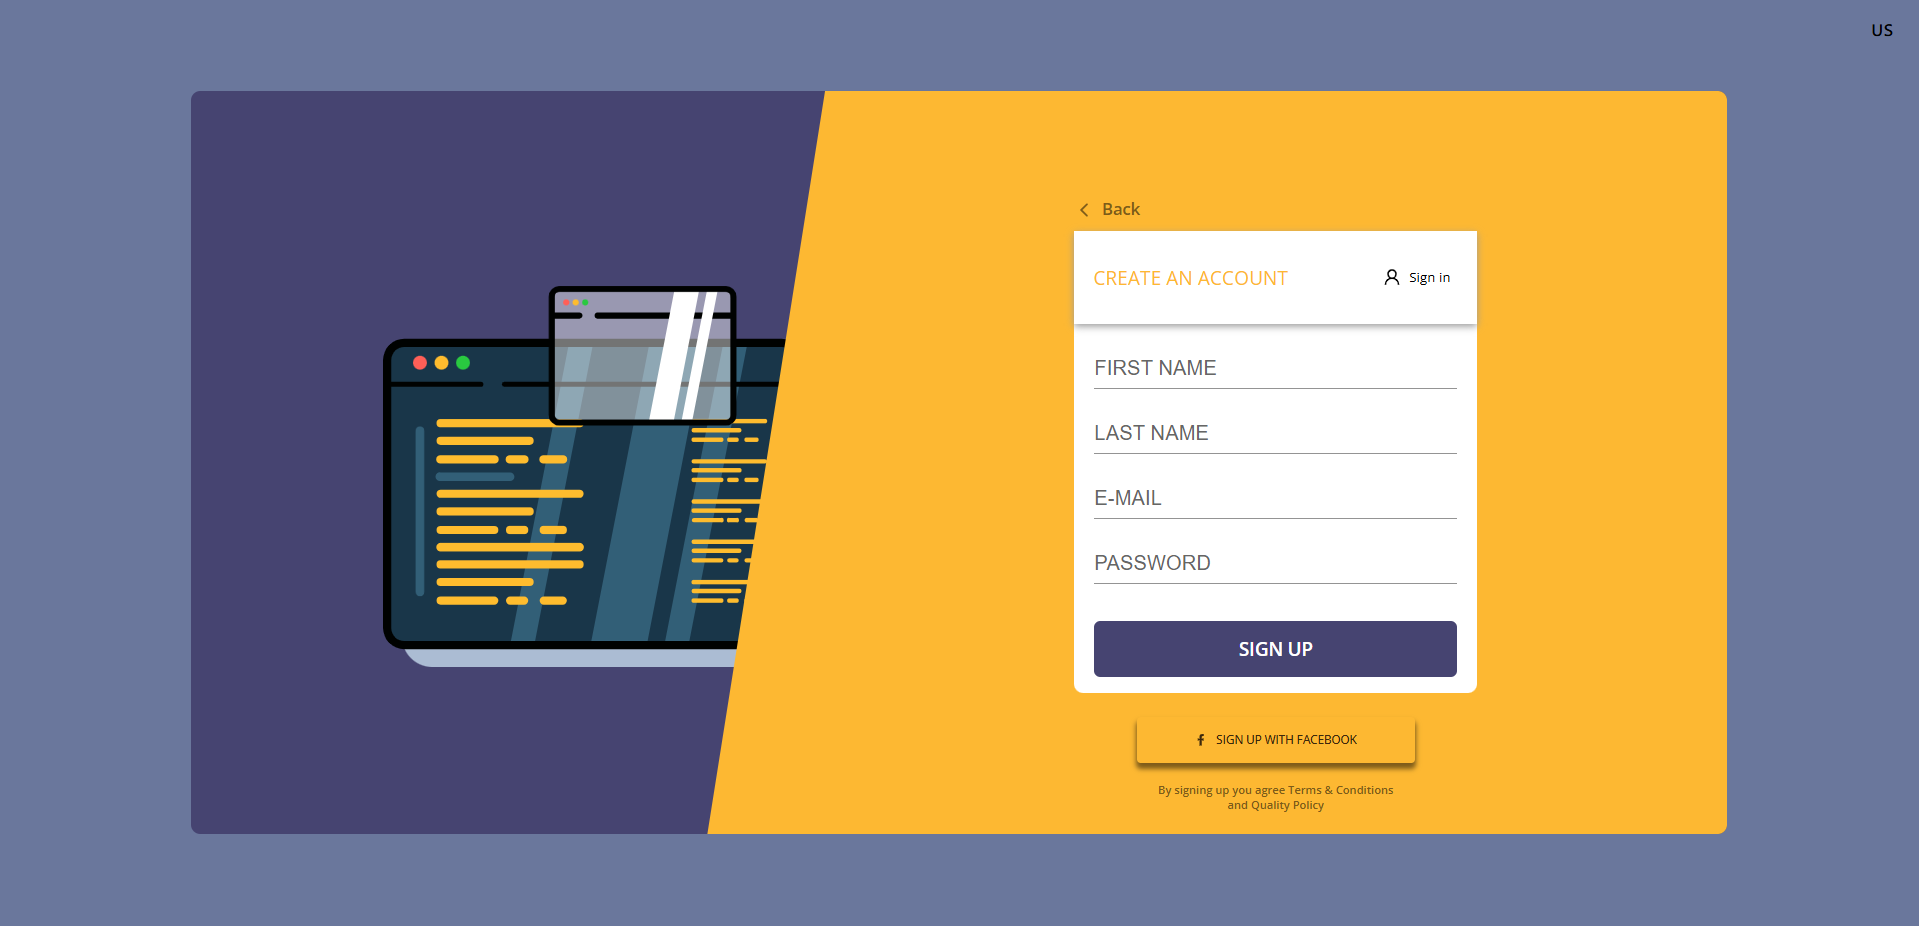 US
Back
CREATE AN ACCOUNT
Sign in
FIRST NAME
LAST NAME
E-MAIL
PASSWORD
SIGN UP
SIGN UP WITH FACEBOOK
By signing up you agree Terms & Conditions
and Quality Policy